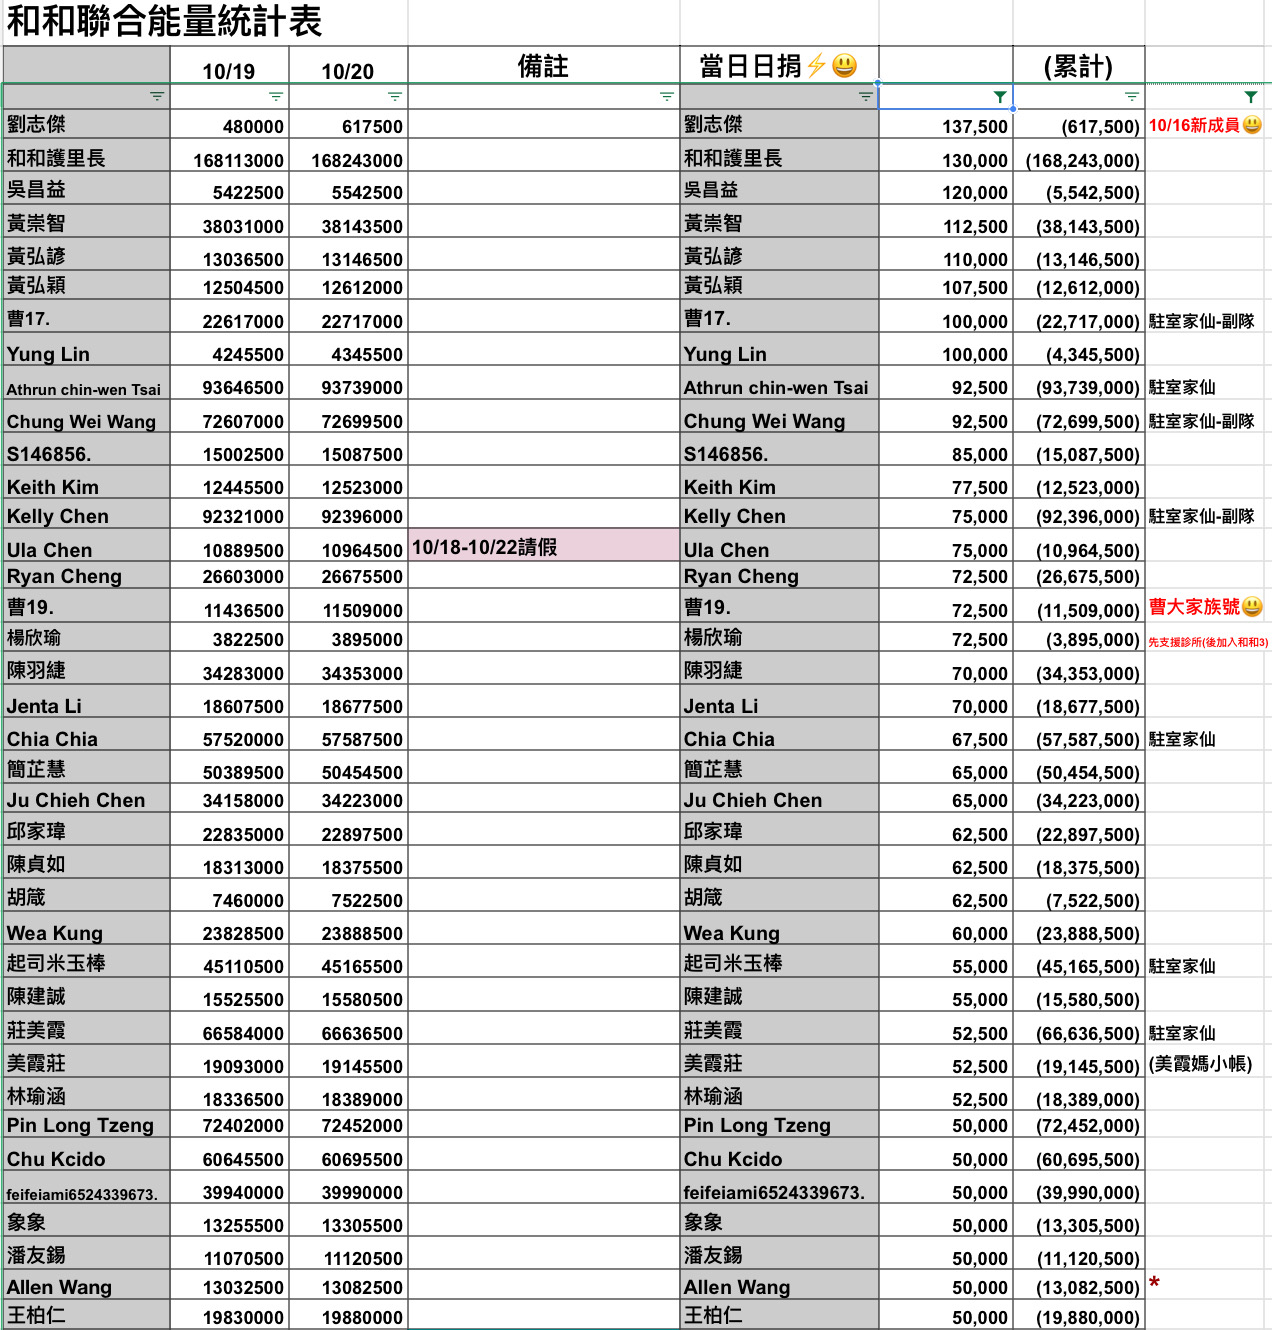 和和聯合能量統計表
10/19 10/20 備註 當日日捐⚡😃 (累計)
劉志傑 480000 617500 劉志傑 137,500 (617,500) 10/16新成員😃
和和護里長 168113000 168243000 和和護里長 130,000 (168,243,000)
吳昌益 5422500 5542500 吳昌益 120,000 (5,542,500)
黃崇智 38031000 38143500 黃崇智 112,500 (38,143,500)
黃弘諺 13036500 13146500 黃弘諺 110,000 (13,146,500)
黃弘穎 12504500 12612000 黃弘穎 107,500 (12,612,000)
曹17. 22617000 22717000 曹17. 100,000 (22,717,000) 駐室家仙-副隊
Yung Lin 4245500 4345500 Yung Lin 100,000 (4,345,500)
Athrun chin-wen Tsai 93646500 93739000 Athrun chin-wen Tsai 92,500 (93,739,000) 駐室家仙
Chung Wei Wang 72607000 72699500 Chung Wei Wang 92,500 (72,699,500) 駐室家仙-副隊
S146856. 15002500 15087500 S146856. 85,000 (15,087,500)
Keith Kim 12445500 12523000 Keith Kim 77,500 (12,523,000)
Kelly Chen 92321000 92396000 Kelly Chen 75,000 (92,396,000) 駐室家仙-副隊
Ula Chen 10889500 10964500 10/18-10/22請假 Ula Chen 75,000 (10,964,500)
Ryan Cheng 26603000 26675500 Ryan Cheng 72,500 (26,675,500)
曹19. 11436500 11509000 曹19. 72,500 (11,509,000) 曹大家族號😃
楊欣瑜 3822500 3895000 楊欣瑜 72,500 (3,895,000) 先支援診所(後加入和和3)
陳羽緁 34283000 34353000 陳羽緁 70,000 (34,353,000)
Jenta Li 18607500 18677500 Jenta Li 70,000 (18,677,500)
Chia Chia 57520000 57587500 Chia Chia 67,500 (57,587,500) 駐室家仙
簡芷慧 50389500 50454500 簡芷慧 65,000 (50,454,500)
Ju Chieh Chen 34158000 34223000 Ju Chieh Chen 65,000 (34,223,000)
邱家瑋 22835000 22897500 邱家瑋 62,500 (22,897,500)
陳貞如 18313000 18375500 陳貞如 62,500 (18,375,500)
胡箴 7460000 7522500 胡箴 62,500 (7,522,500)
Wea Kung 23828500 23888500 Wea Kung 60,000 (23,888,500)
起司米玉棒 45110500 45165500 起司米玉棒 55,000 (45,165,500) 駐室家仙
陳建誠 15525500 15580500 陳建誠 55,000 (15,580,500)
莊美霞 66584000 66636500 莊美霞 52,500 (66,636,500) 駐室家仙
美霞莊 19093000 19145500 美霞莊 52,500 (19,145,500) (美霞媽小帳)
林瑜涵 18336500 18389000 林瑜涵 52,500 (18,389,000)
Pin Long Tzeng 72402000 72452000 Pin Long Tzeng 50,000 (72,452,000)
Chu Kcido 60645500 60695500 Chu Kcido 50,000 (60,695,500)
feifeiami6524339673. 39940000 39990000 feifeiami6524339673. 50,000 (39,990,000)
象象 13255500 13305500 象象 50,000 (13,305,500)
潘友錫 11070500 11120500 潘友錫 50,000 (11,120,500)
Allen Wang 13032500 13082500 Allen Wang 50,000 (13,082,500) *
王柏仁 19830000 19880000 王柏仁 50,000 (19,880,000)